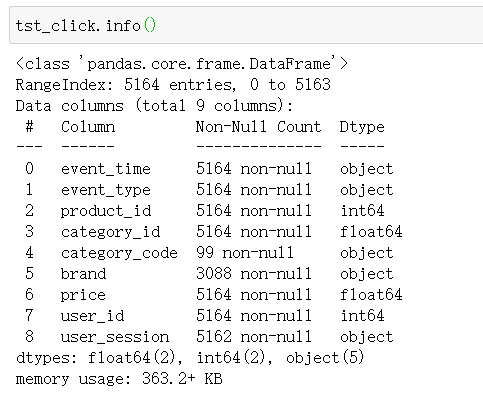 tst_click.info()
<class 'pandas.core.frame.DataFrame'>
RangeIndex: 5164 entries, 0 to 5163
Data columns (total 9 columns):
 #   Column         Non-Null Count  Dtype
---  ------         --------------  -----
 0   event_time     5164 non-null   object
 1   event_type     5164 non-null   object
 2   product_id     5164 non-null   int64
 3   category_id    5164 non-null   float64
 4   category_code  99 non-null     object
 5   brand          3088 non-null   object
 6   price          5164 non-null   float64
 7   user_id        5164 non-null   int64
 8   user_session   5162 non-null   object
dtypes: float64(2), int64(2), object(5)
memory usage: 363.2+ KB